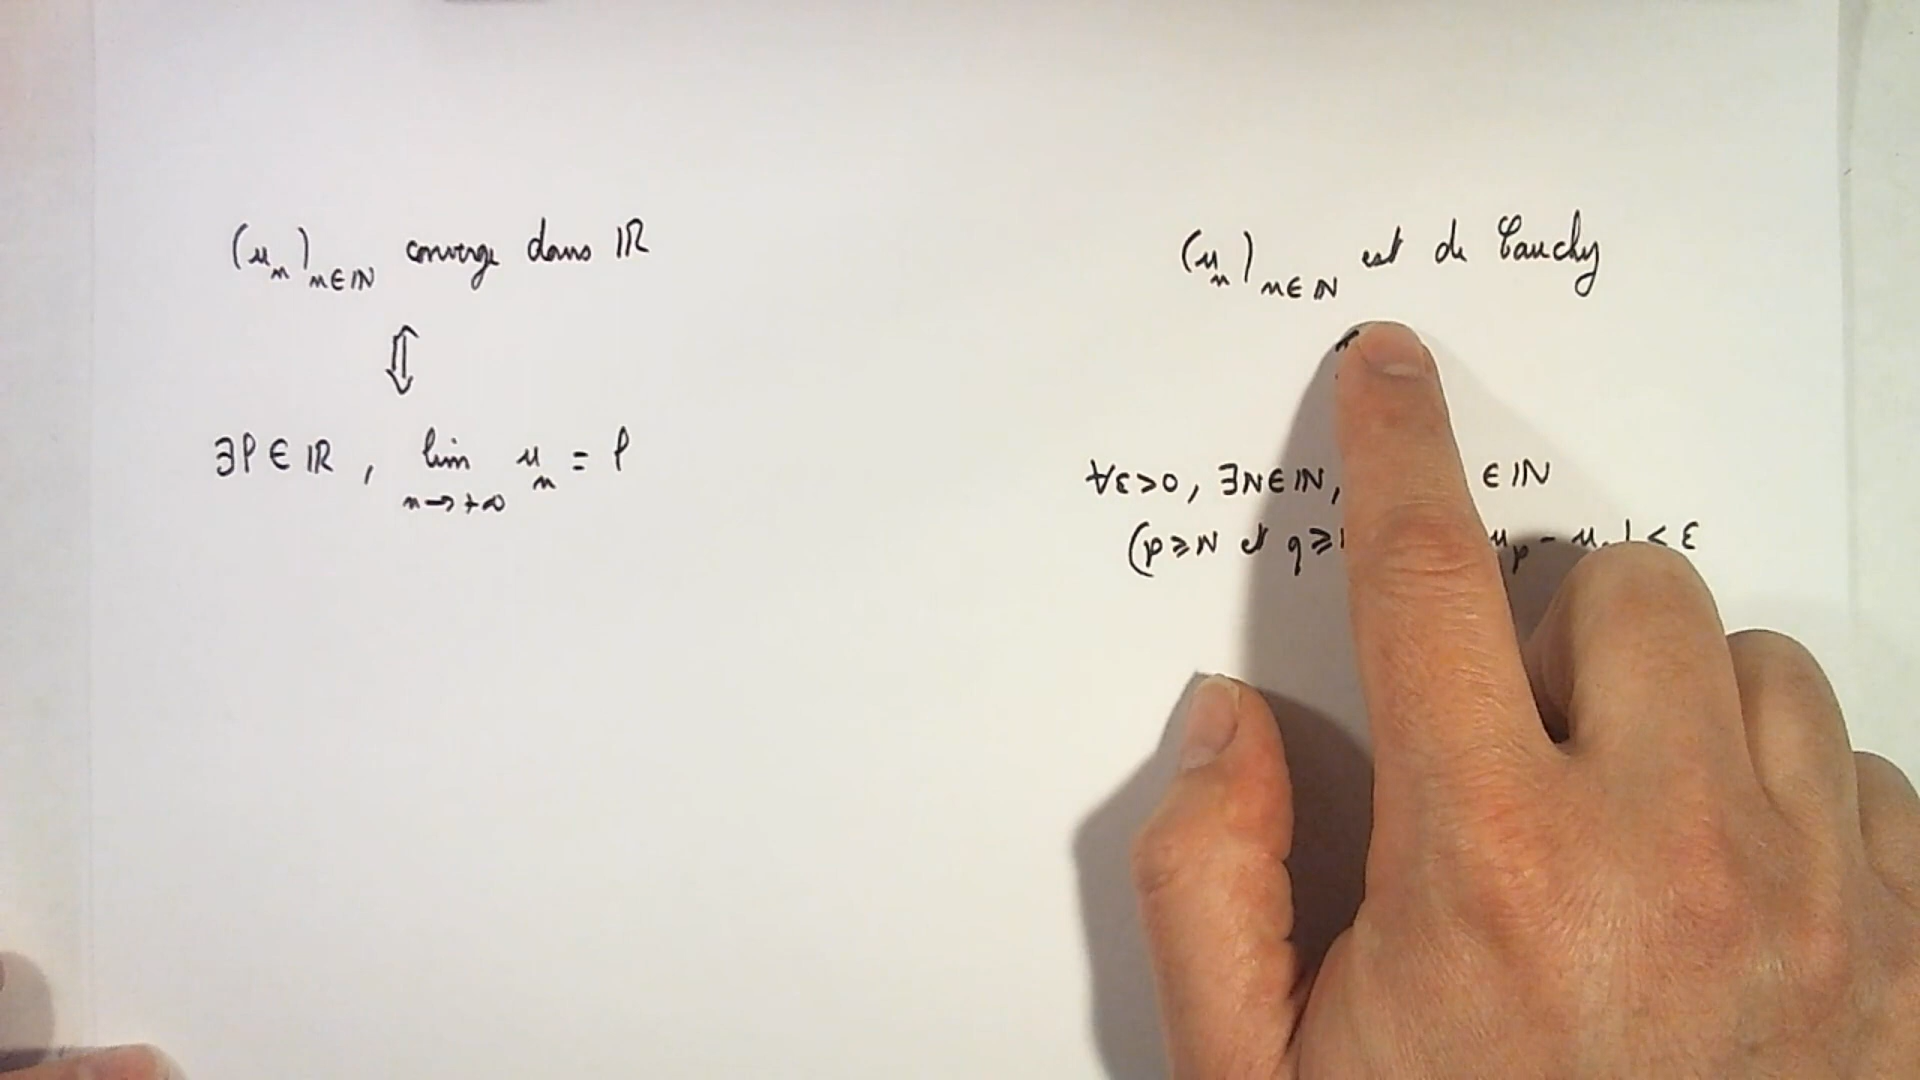 (u_n)_{n∈ℕ} converge dans ℝ
⇕
∃ℓ∈ℝ, lim_{n→+∞} u_n = ℓ
(u_n)_{n∈ℕ} est de Cauchy
∀ε>0, ∃N∈ℕ, ∈ℕ
(p⩾N et q⩾ u_p - u < ε